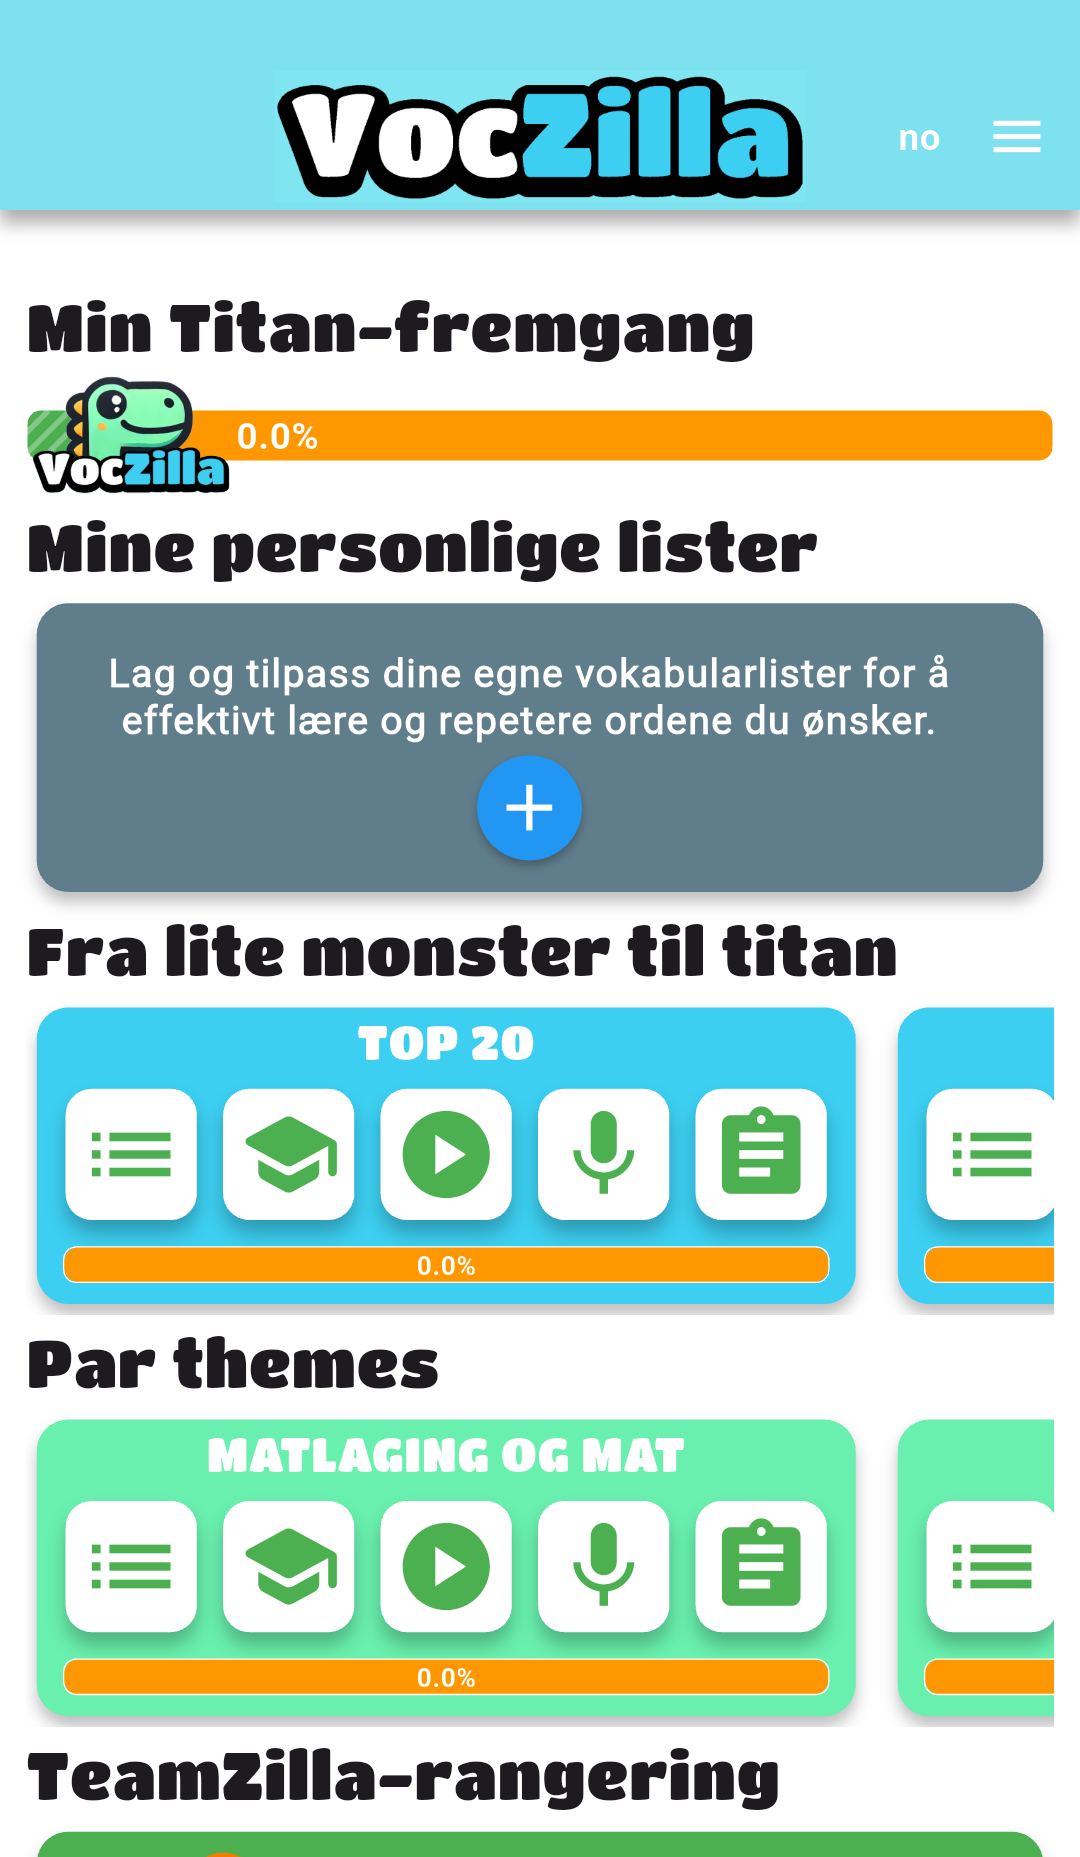 VocZilla
no
Min Titan-fremgang
VocZilla
0.0%
Mine personlige lister
Lag og tilpass dine egne vokabularlister for å
effektivt lære og repetere ordene du ønsker.
Fra lite monster til titan
TOP 20
0.0%
Par themes
MATLAGING OG MAT
0.0%
TeamZilla-rangering